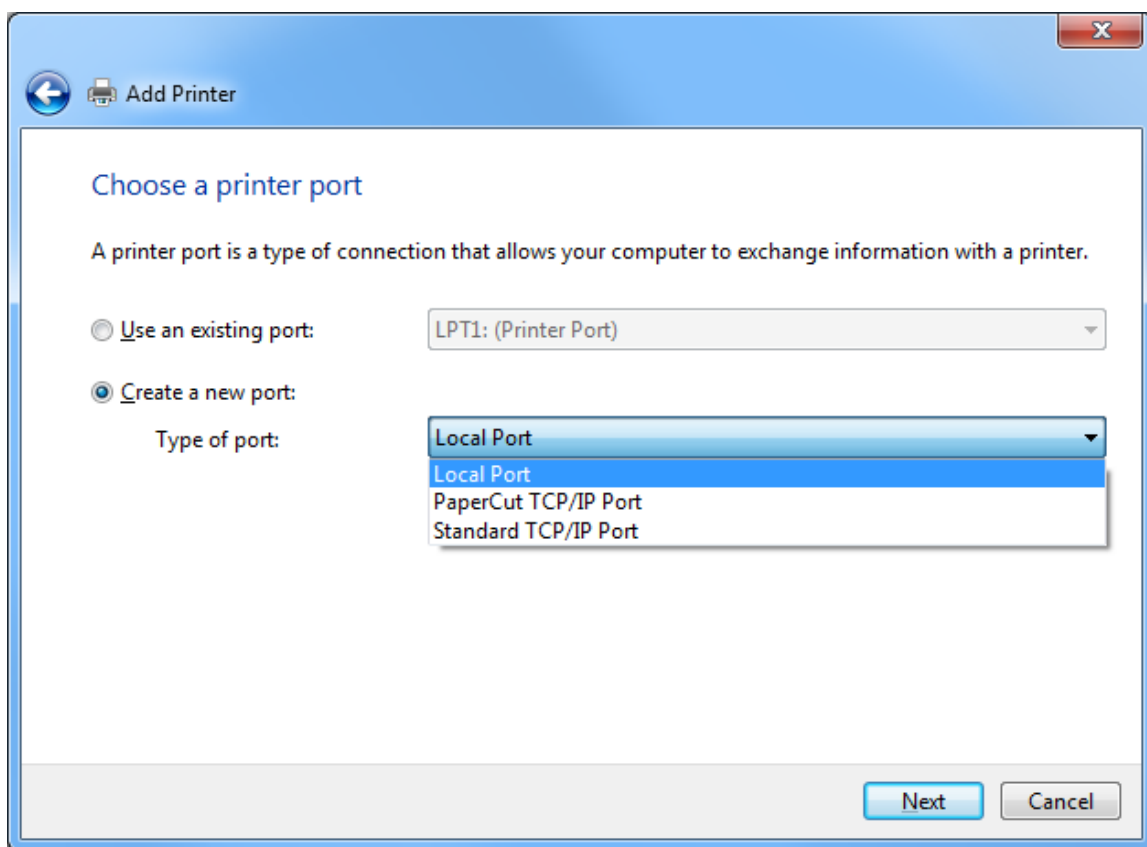 Add Printer
Choose a printer port
A printer port is a type of connection that allows your computer to exchange information with a printer.
Use an existing port: LPT1: (Printer Port)
Create a new port:
Type of port: Local Port
Local Port
PaperCut TCP/IP Port
Standard TCP/IP Port
Next Cancel